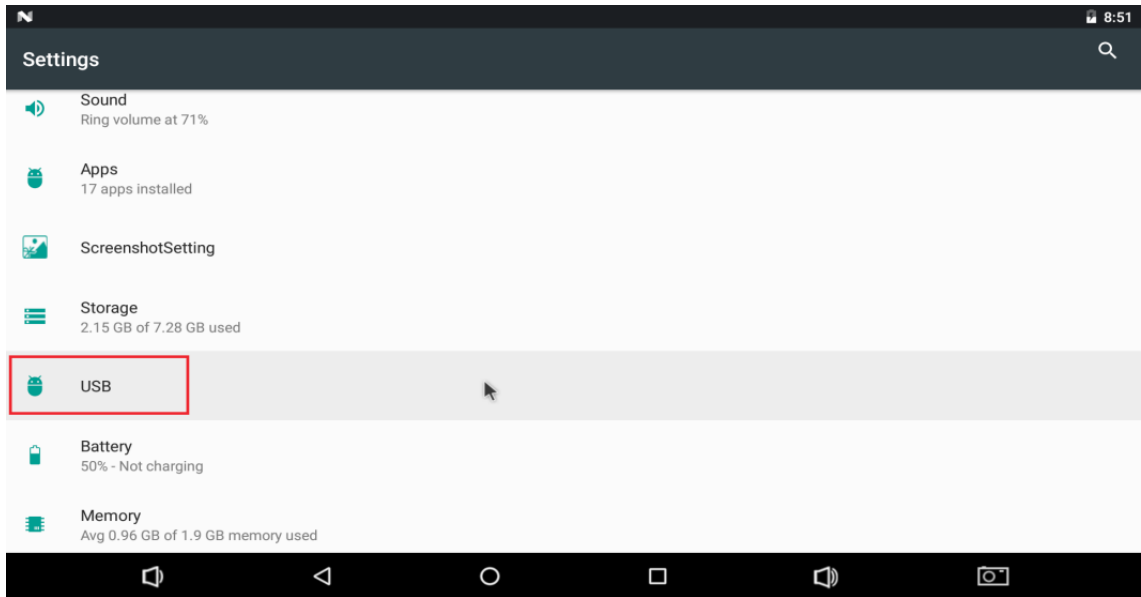 8:51
Settings
Sound
Ring volume at 71%
Apps
17 apps installed
ScreenshotSetting
Storage
2.15 GB of 7.28 GB used
USB
Battery
50% - Not charging
Memory
Avg 0.96 GB of 1.9 GB memory used